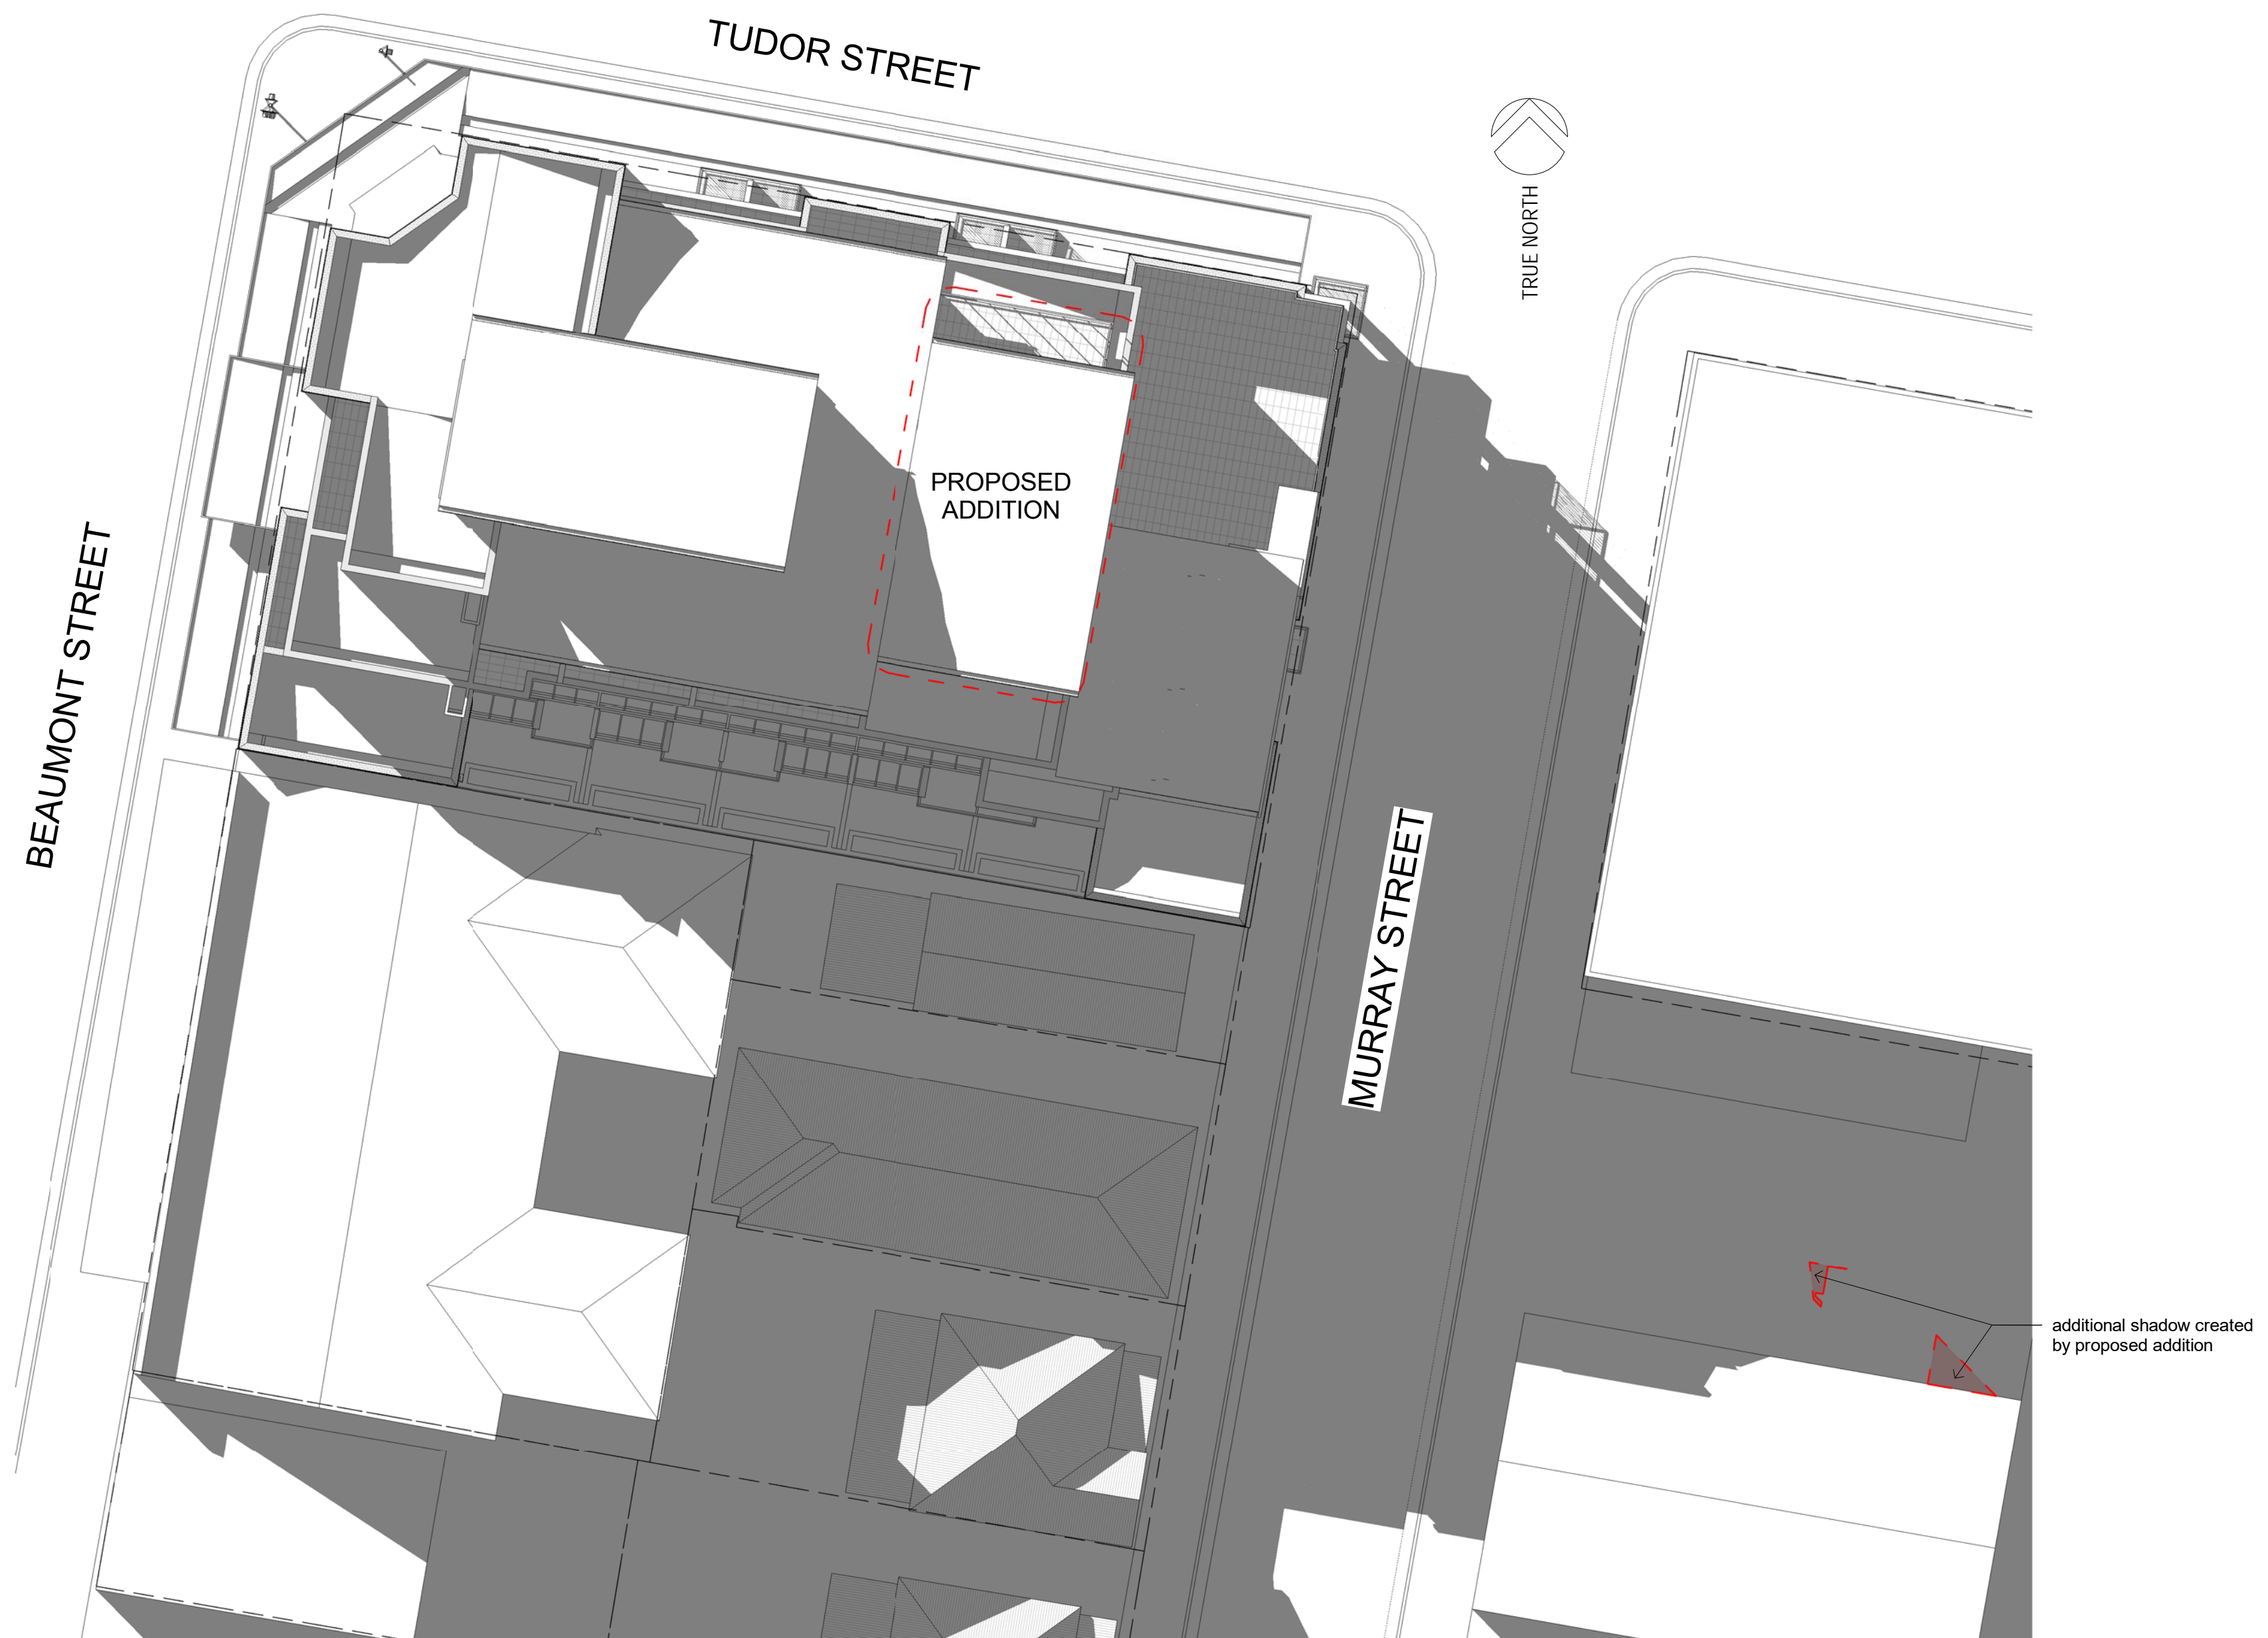 TUDOR STREET
TRUE NORTH
PROPOSED
ADDITION
BEAUMONT STREET
MURRAY STREET
additional shadow created
by proposed addition